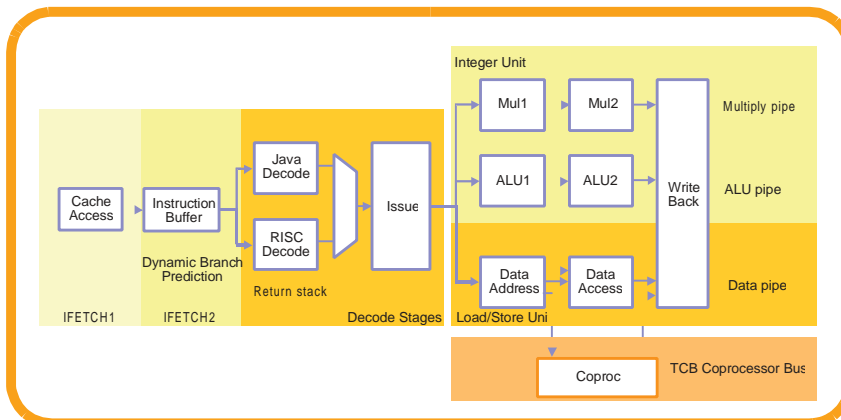 Integer Unit
Mul1
Mul2
Multiply pipe
Java
Decode
Cache
Access
Instruction
Buffer
Issue
ALU1
ALU2
Write
Back
ALU pipe
RISC
Decode
Dynamic Branch
Prediction
Return stack
Data
Address
Data
Access
Data pipe
IFETCH1
IFETCH2
Decode Stages
Load/Store Uni
Coproc
TCB Coprocessor Bus